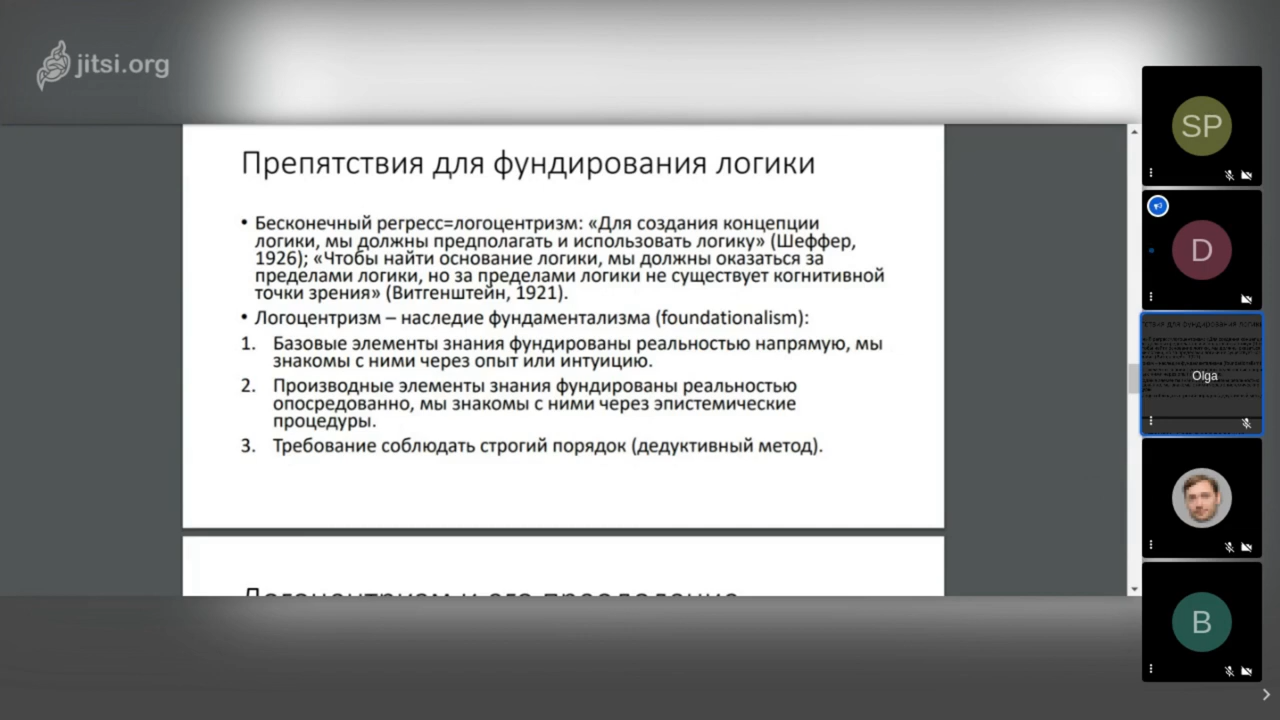 jitsi.org
Препятствия для фундирования логики
• Бесконечный регресс=логоцентризм: «Для создания концепции
логики, мы должны предполагать и использовать логику» (Шеффер,
1926); «Чтобы найти основание логики, мы должны оказаться за
пределами логики, но за пределами логики не существует когнитивной
точки зрения» (Витгенштейн, 1921).
• Логоцентризм – наследие фундаментализма (foundationalism):
1. Базовые элементы знания фундированы реальностью напрямую, мы
знакомы с ними через опыт или интуицию.
2. Производные элементы знания фундированы реальностью
опосредованно, мы знакомы с ними через эпистемические
процедуры.
3. Требование соблюдать строгий порядок (дедуктивный метод).
Логоцентризм и его преодоление
SP
D
Olga
B